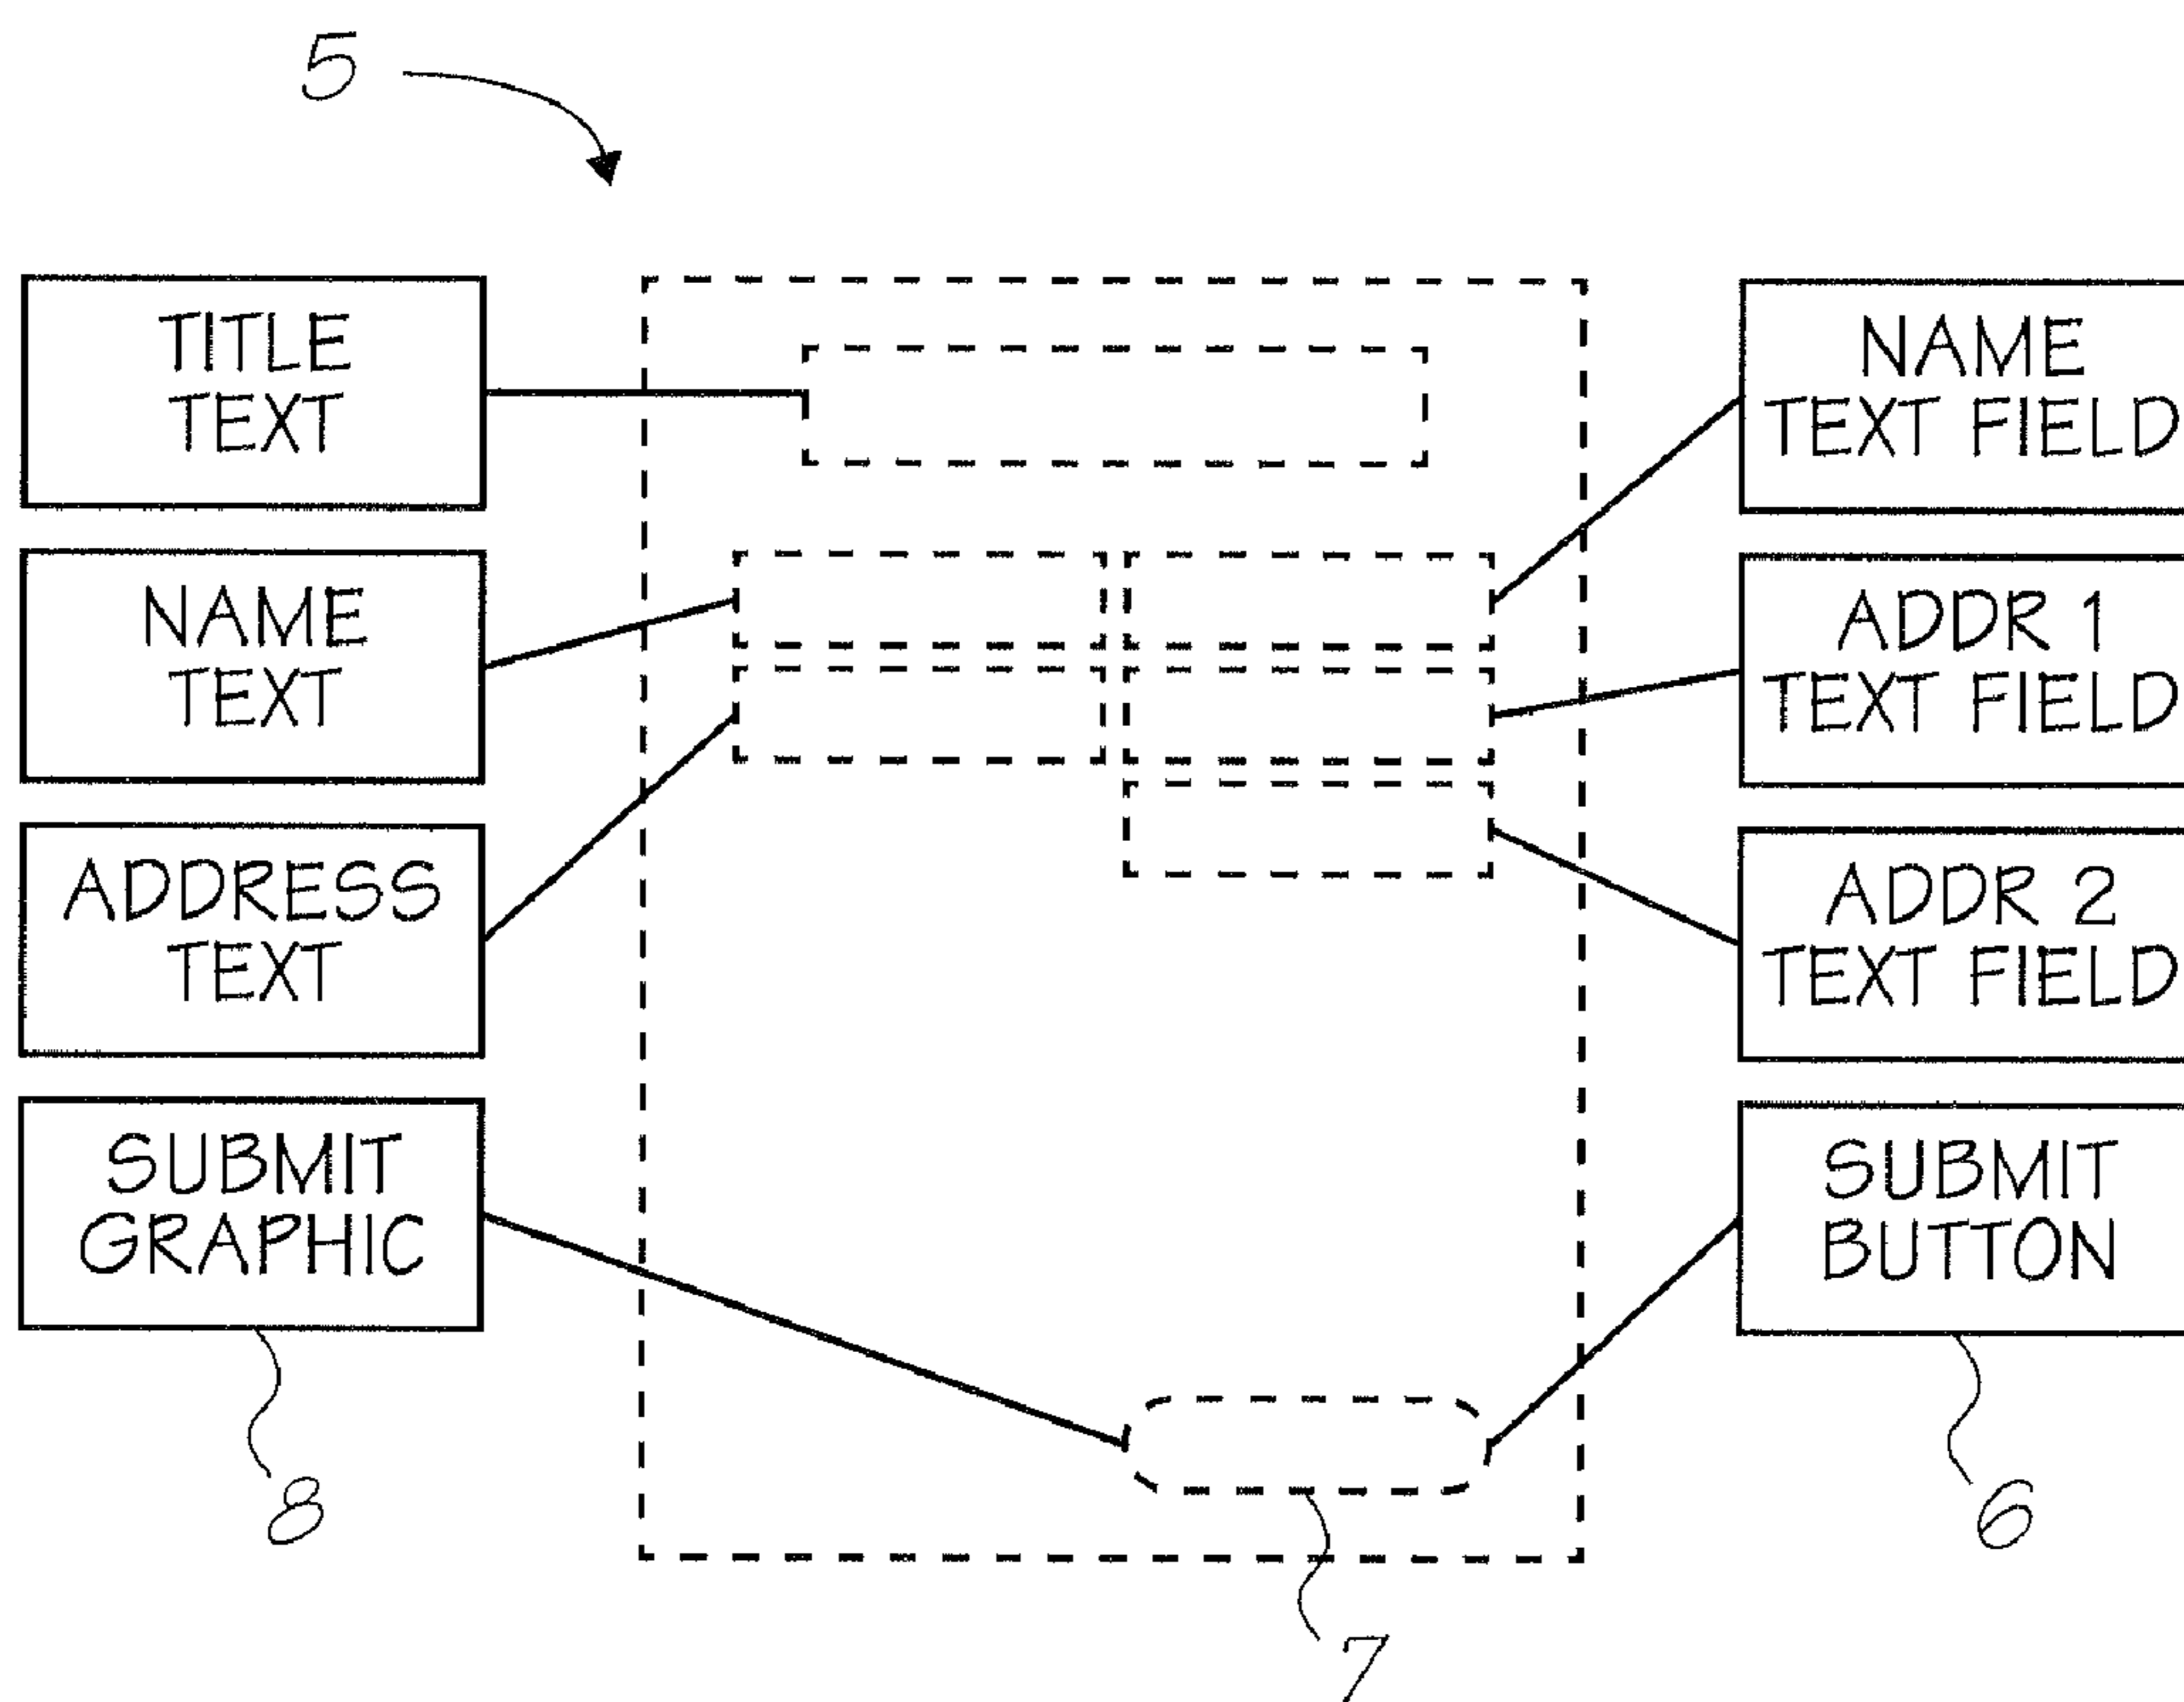 5
TITLE
TEXT
NAME
TEXT
ADDRESS
TEXT
SUBMIT
GRAPHIC
8
NAME
TEXT FIELD
ADDR 1
TEXT FIELD
ADDR 2
TEXT FIELD
SUBMIT
BUTTON
6
7